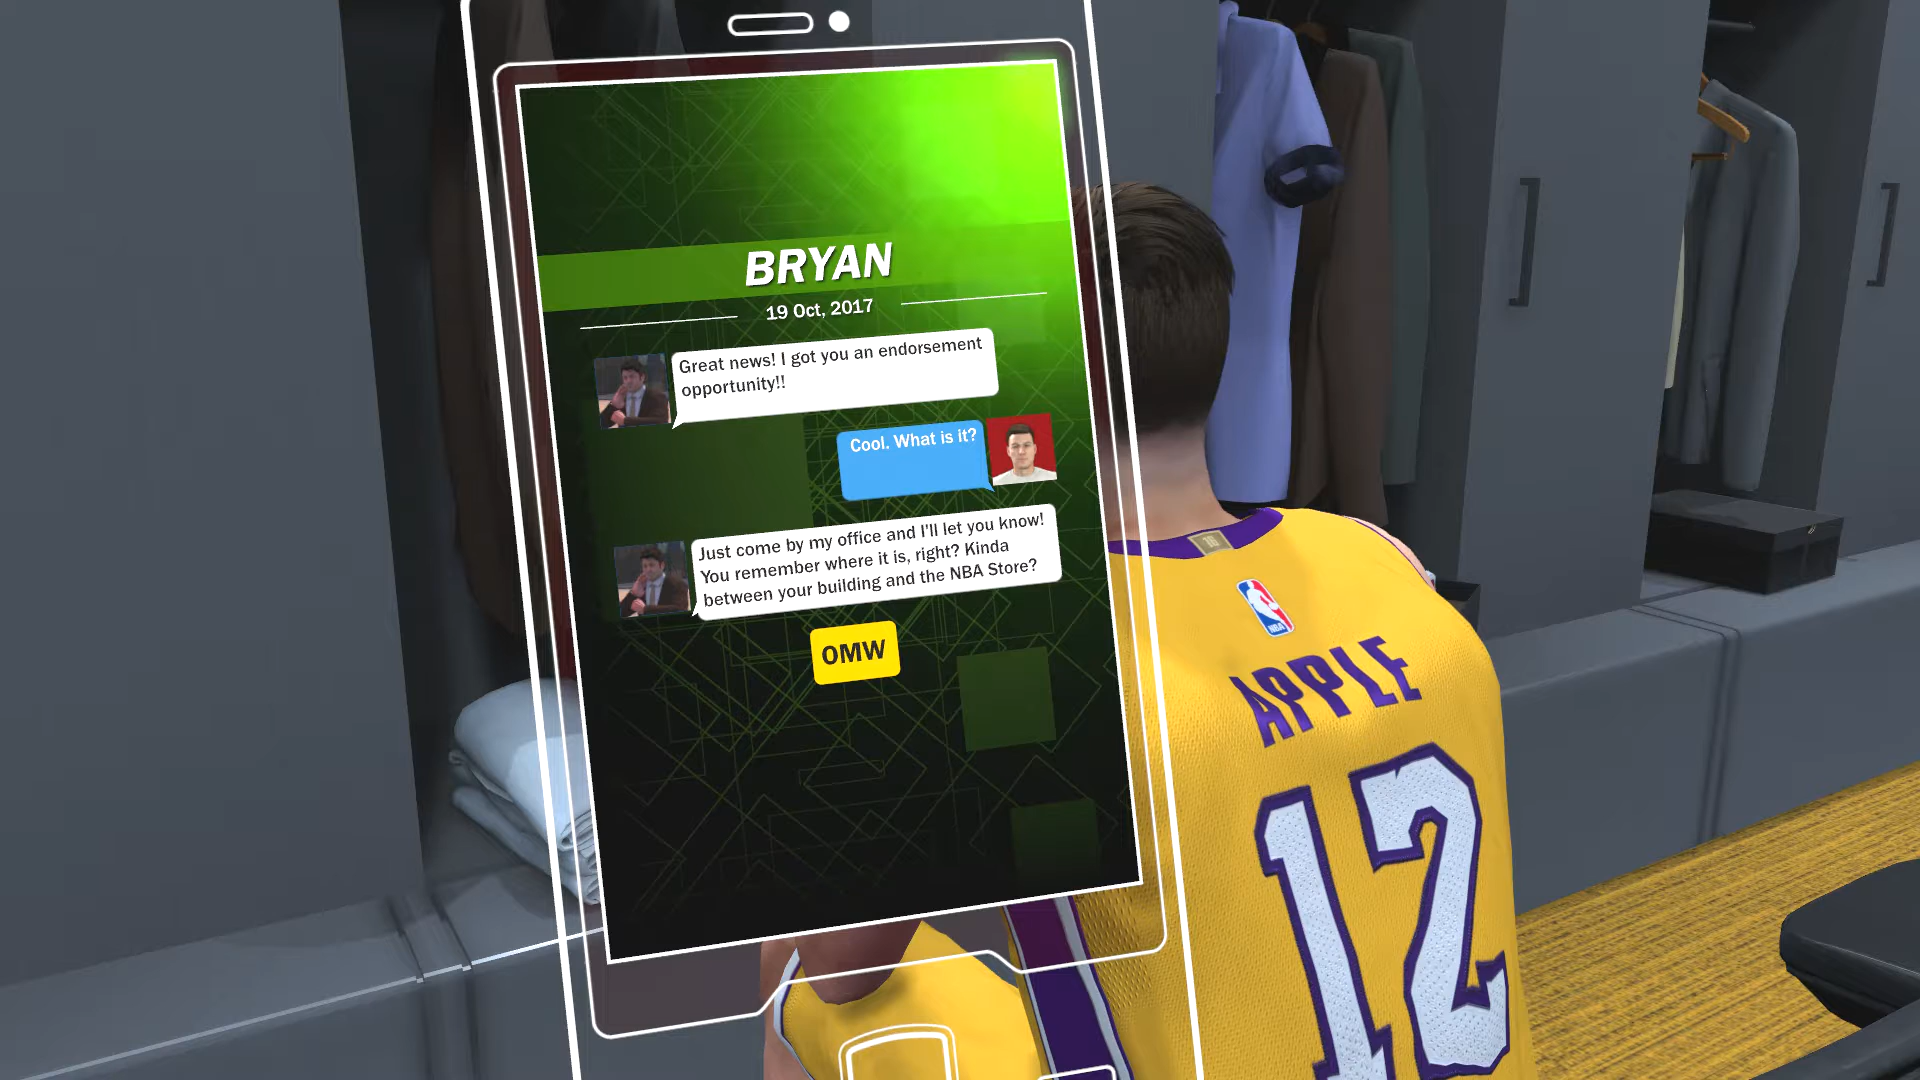 BRYAN
19 Oct, 2017
Great news! I got you an endorsement
opportunity!!
Cool. What is it?
Just come by my office and I'll let you know!
You remember where it is, right? Kinda
between your building and the NBA Store?
OMW
NBA
APPLE
12